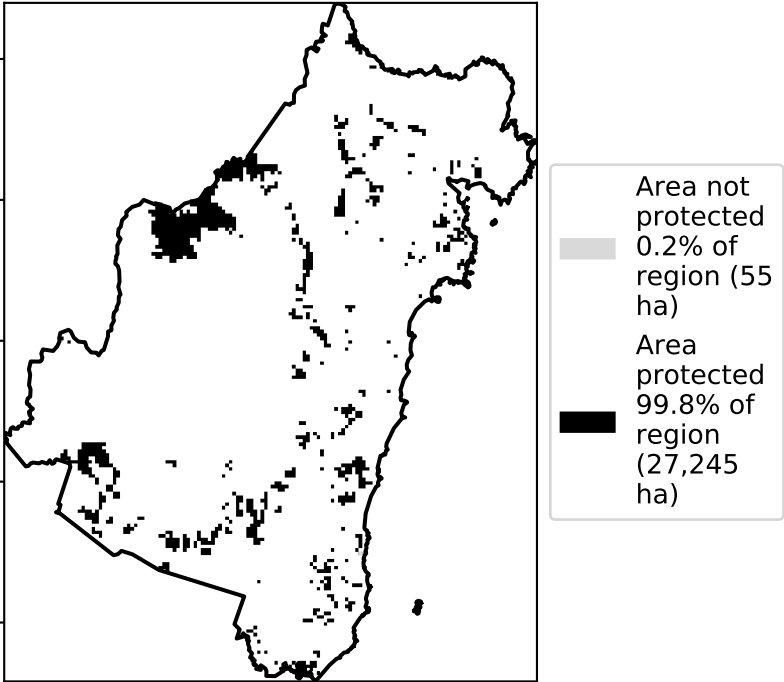 Area not
protected
0.2% of
region (55
ha)
Area
protected
99.8% of
region
(27,245
ha)